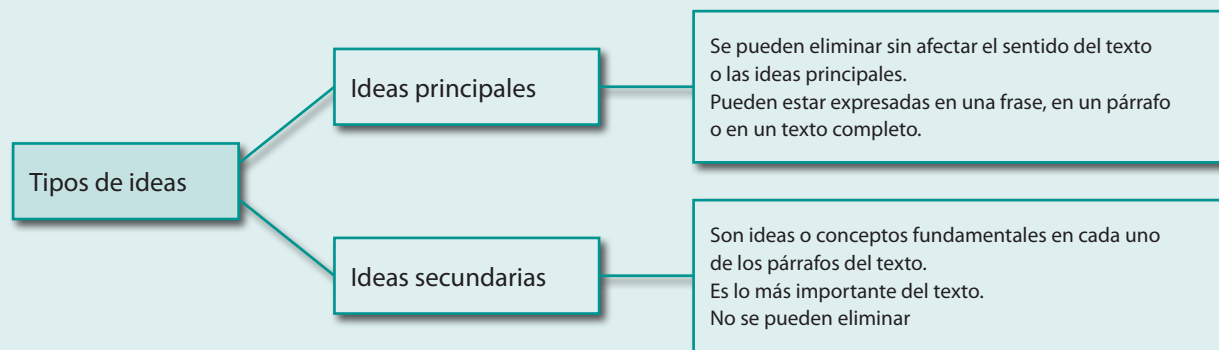 Tipos de ideas
Ideas principales
Se pueden eliminar sin afectar el sentido del texto
o las ideas principales.
Pueden estar expresadas en una frase, en un párrafo
o en un texto completo.
Ideas secundarias
Son ideas o conceptos fundamentales en cada uno
de los párrafos del texto.
Es lo más importante del texto.
No se pueden eliminar